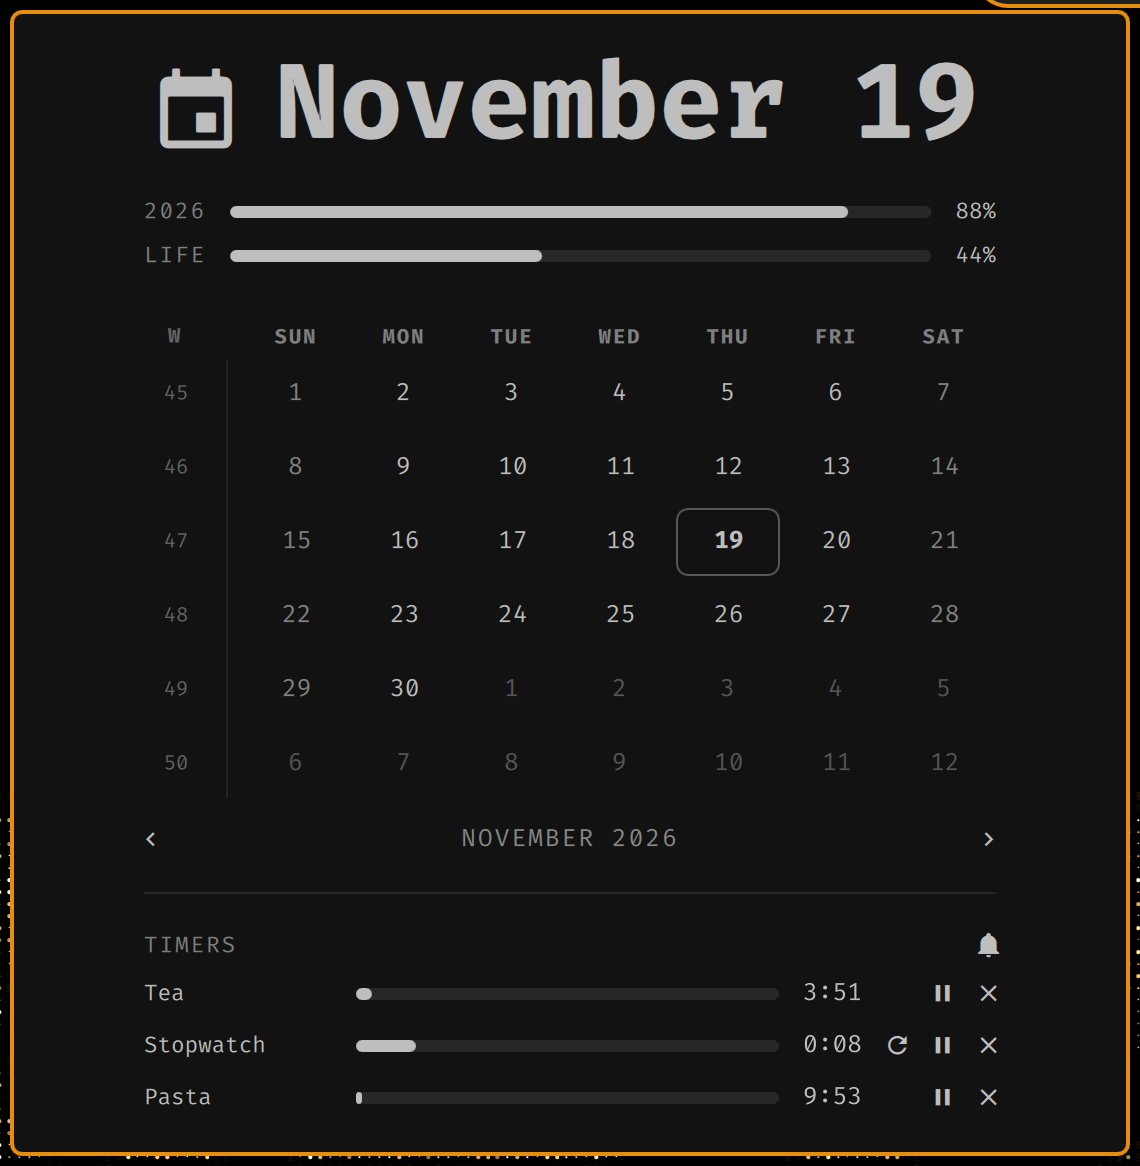 November 19
2026 88%
LIFE 44%
W SUN MON TUE WED THU FRI SAT
45 1 2 3 4 5 6 7
46 8 9 10 11 12 13 14
47 15 16 17 18 19 20 21
48 22 23 24 25 26 27 28
49 29 30 1 2 3 4 5
50 6 7 8 9 10 11 12
NOVEMBER 2026
TIMERS
Tea 3:51
Stopwatch 0:08
Pasta 9:53